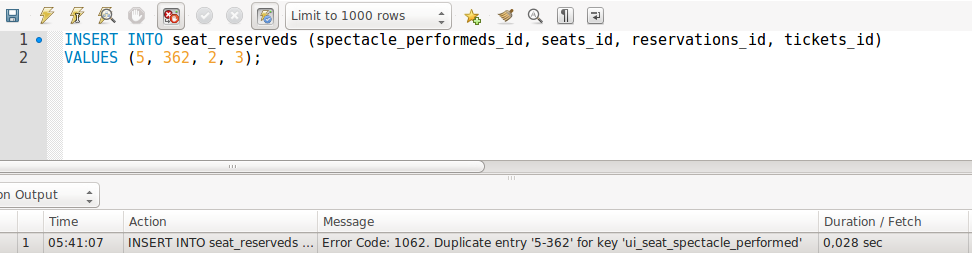 Limit to 1000 rows
1 INSERT INTO seat_reserveds (spectacle_performeds_id, seats_id, reservations_id, tickets_id)
2 VALUES (5, 362, 2, 3);
on Output
Time Action Message Duration / Fetch
1 05:41:07 INSERT INTO seat_reserveds ... Error Code: 1062. Duplicate entry '5-362' for key 'ui_seat_spectacle_performed' 0,028 sec